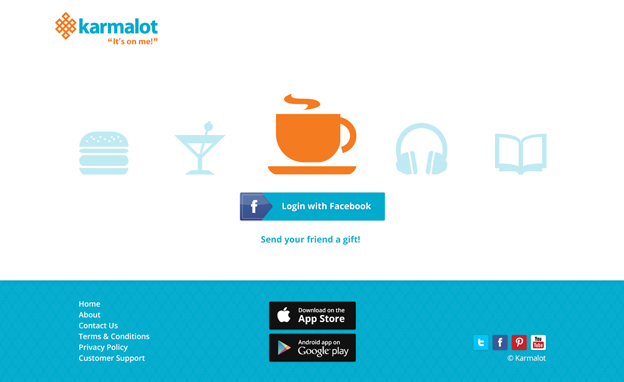 karmalot
"It's on me!"
f Login with Facebook
Send your friend a gift!
Home
About
Contact Us
Terms & Conditions
Privacy Policy
Customer Support
Download on the
App Store
Android app on
Google play
You
Tube
© Karmalot